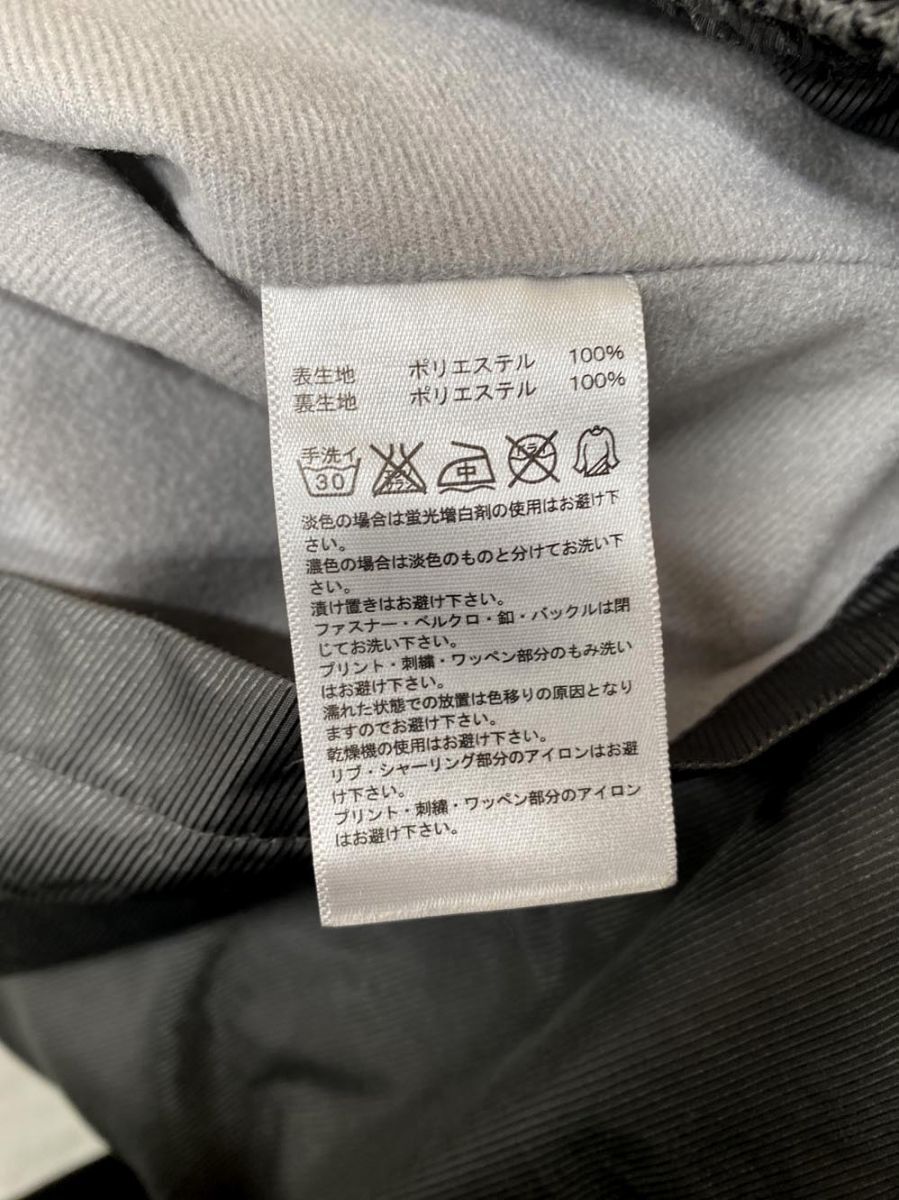 表生地 ポリエステル 100%
裏生地 ポリエステル 100%
手洗イ
30
エンソ
サラシ
中
ドライ
淡色の場合は蛍光増白剤の使用はお避け下
さい。
濃色の場合は淡色のものと分けてお洗い下
さい。
漬け置きはお避け下さい。
ファスナー・ベルクロ・釦・バックルは閉
じてお洗い下さい。
プリント・刺繍・ワッペン部分のもみ洗い
はお避け下さい。
濡れた状態での放置は色移りの原因となり
ますのでお避け下さい。
乾燥機の使用はお避け下さい。
リブ・シャーリング部分のアイロンはお避
け下さい。
プリント・刺繍・ワッペン部分のアイロン
はお避け下さい。